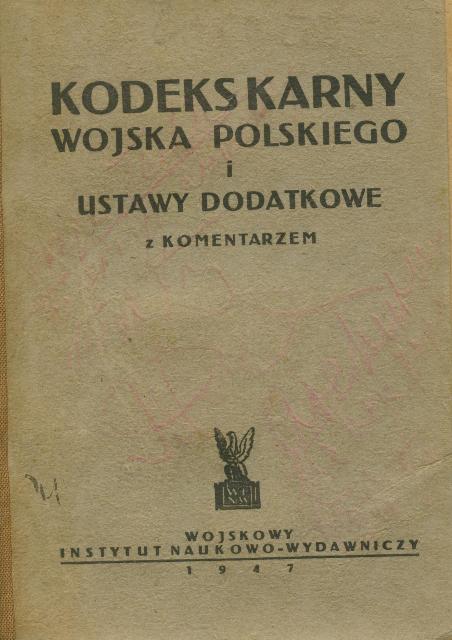 KODEKS KARNY
WOJSKA POLSKIEGO
i
USTAWY DODATKOWE
z KOMENTARZEM
WOJSKOWY
INSTYTUT NAUKOWO-WYDAWNICZY
1947